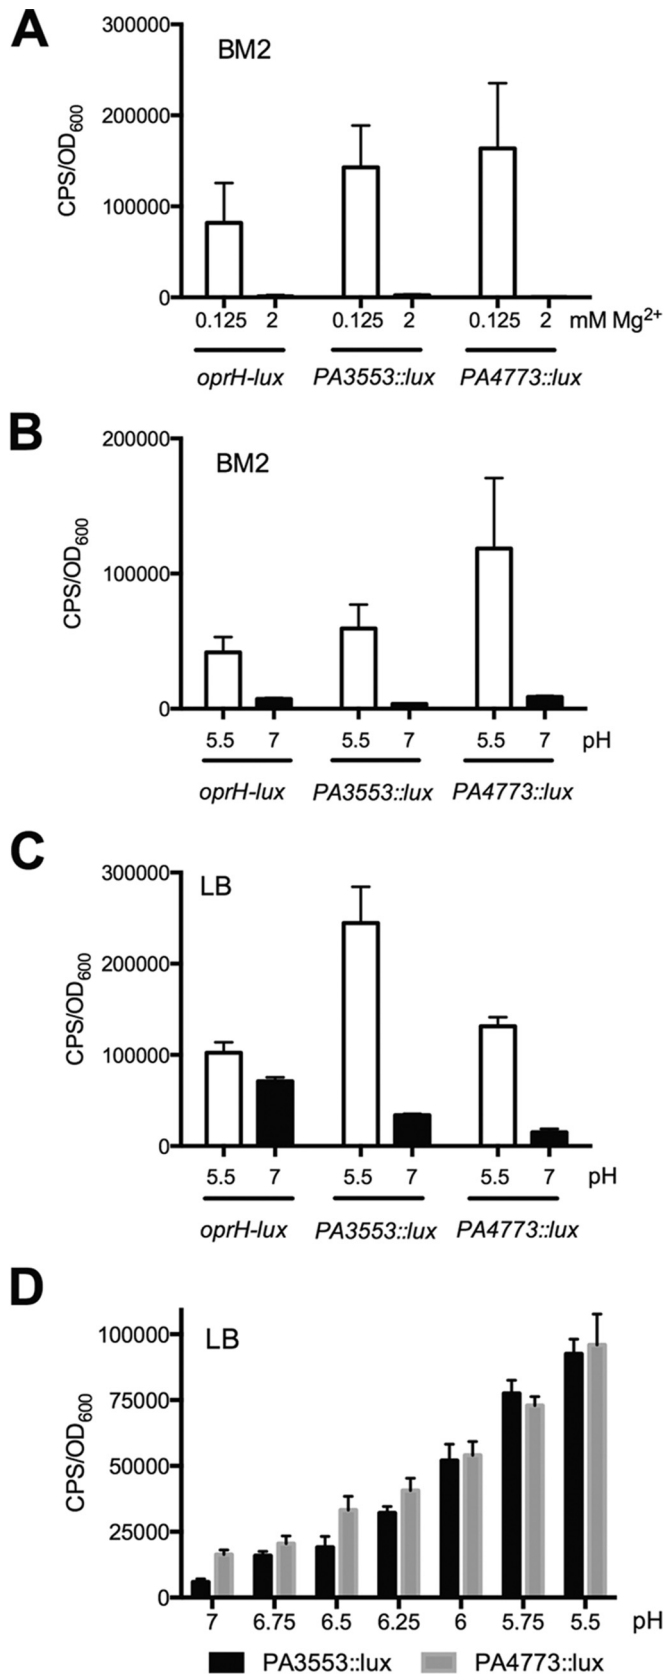 A
BM2
CPS/OD600
300000
200000
100000
0
0.125 2 0.125 2 0.125 2 mM Mg2+
oprH-lux PA3553::lux PA4773::lux
B
BM2
CPS/OD600
200000
100000
0
5.5 7 5.5 7 5.5 7 pH
oprH-lux PA3553::lux PA4773::lux
C
LB
CPS/OD600
300000
200000
100000
0
5.5 7 5.5 7 5.5 7 pH
oprH-lux PA3553::lux PA4773::lux
D
LB
CPS/OD600
100000
75000
50000
25000
0
7 6.75 6.5 6.25 6 5.75 5.5 pH
PA3553::lux PA4773::lux